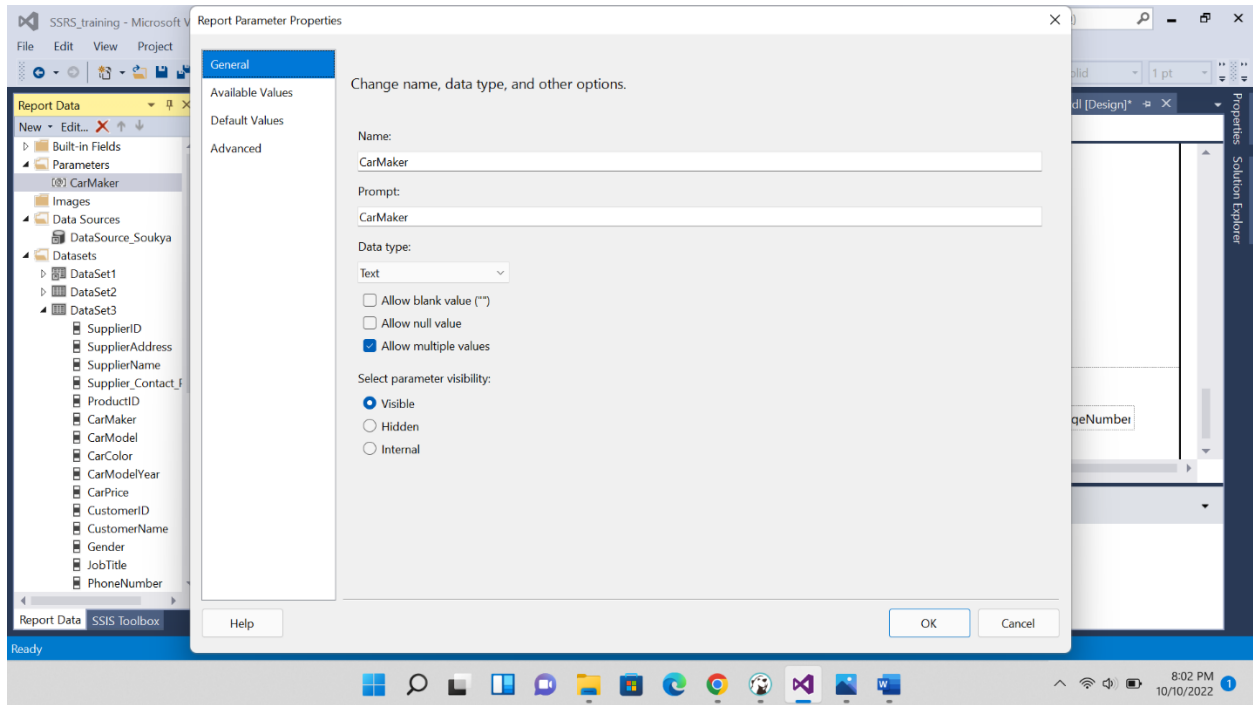 SSRS_training - Microsoft V
File Edit View Project
Report Data
New Edit...
Built-in Fields
Parameters
CarMaker
Images
Data Sources
DataSource_Soukya
Datasets
DataSet1
DataSet2
DataSet3
SupplierID
SupplierAddress
SupplierName
Supplier_Contact_
ProductID
CarMaker
CarModel
CarColor
CarModelYear
CarPrice
CustomerID
CustomerName
Gender
JobTitle
PhoneNumber
Report Data SSIS Toolbox
Ready
Report Parameter Properties
General
Available Values
Default Values
Advanced
Change name, data type, and other options.
Name:
CarMaker
Prompt:
CarMaker
Data type:
Text
Allow blank value ("")
Allow null value
Allow multiple values
Select parameter visibility:
Visible
Hidden
Internal
Help
OK Cancel
olid 1 pt
dl [Design]*
geNumber
Properties
Solution Explorer
8:02 PM
10/10/2022
1